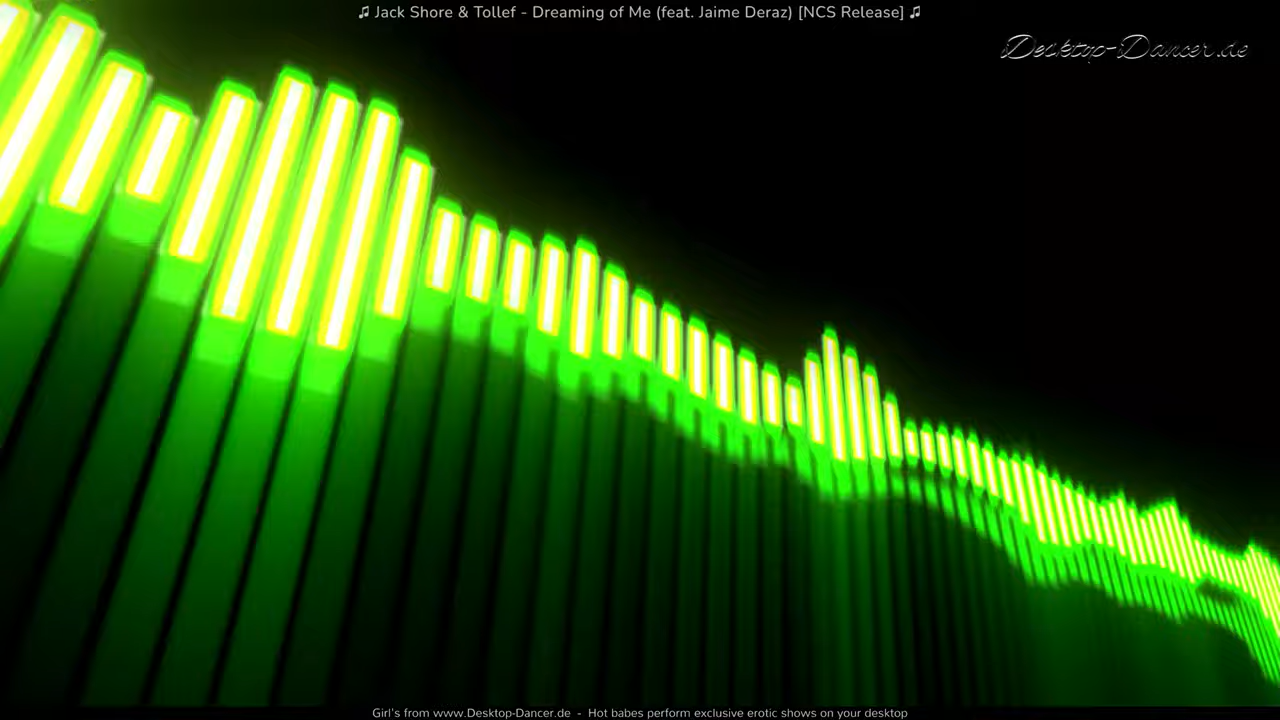 ♫ Jack Shore & Tollef - Dreaming of Me (feat. Jaime Deraz) [NCS Release] ♫
Desktop-Dancer.de
Girl's from www.Desktop-Dancer.de - Hot babes perform exclusive erotic shows on your desktop